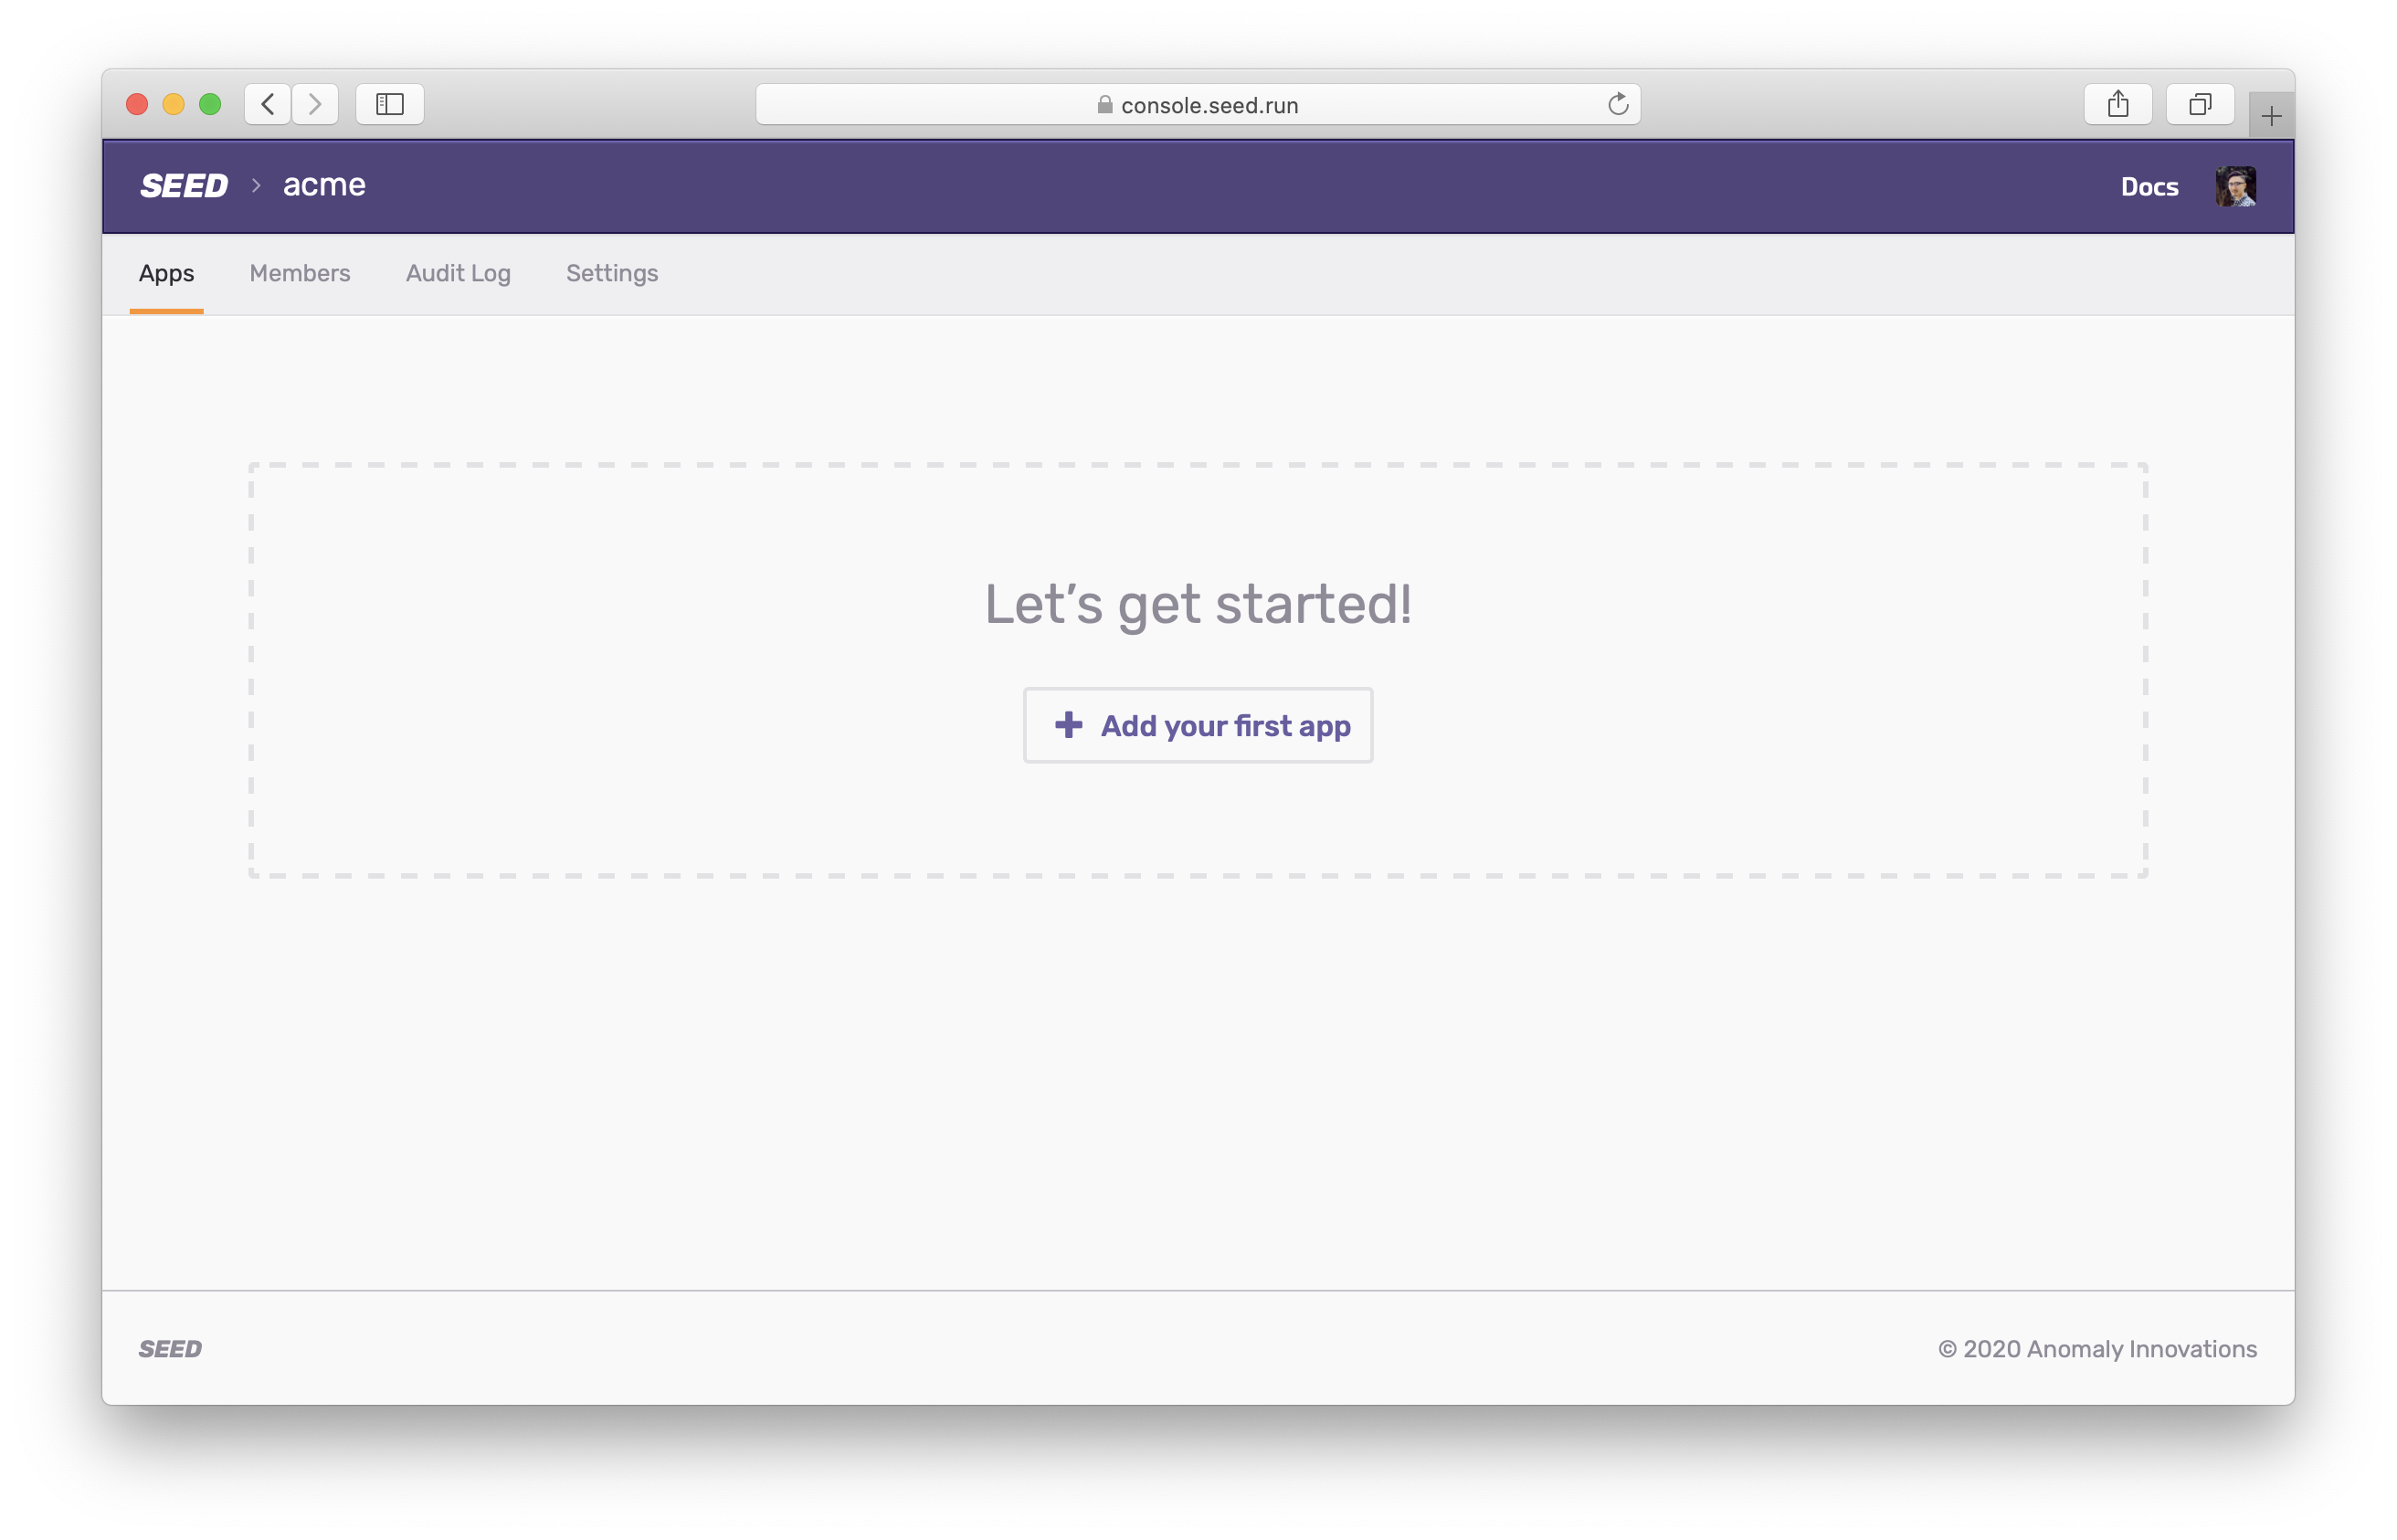 console.seed.run
SEED > acme
Docs
Apps Members Audit Log Settings
Let’s get started!
Add your first app
SEED
© 2020 Anomaly Innovations